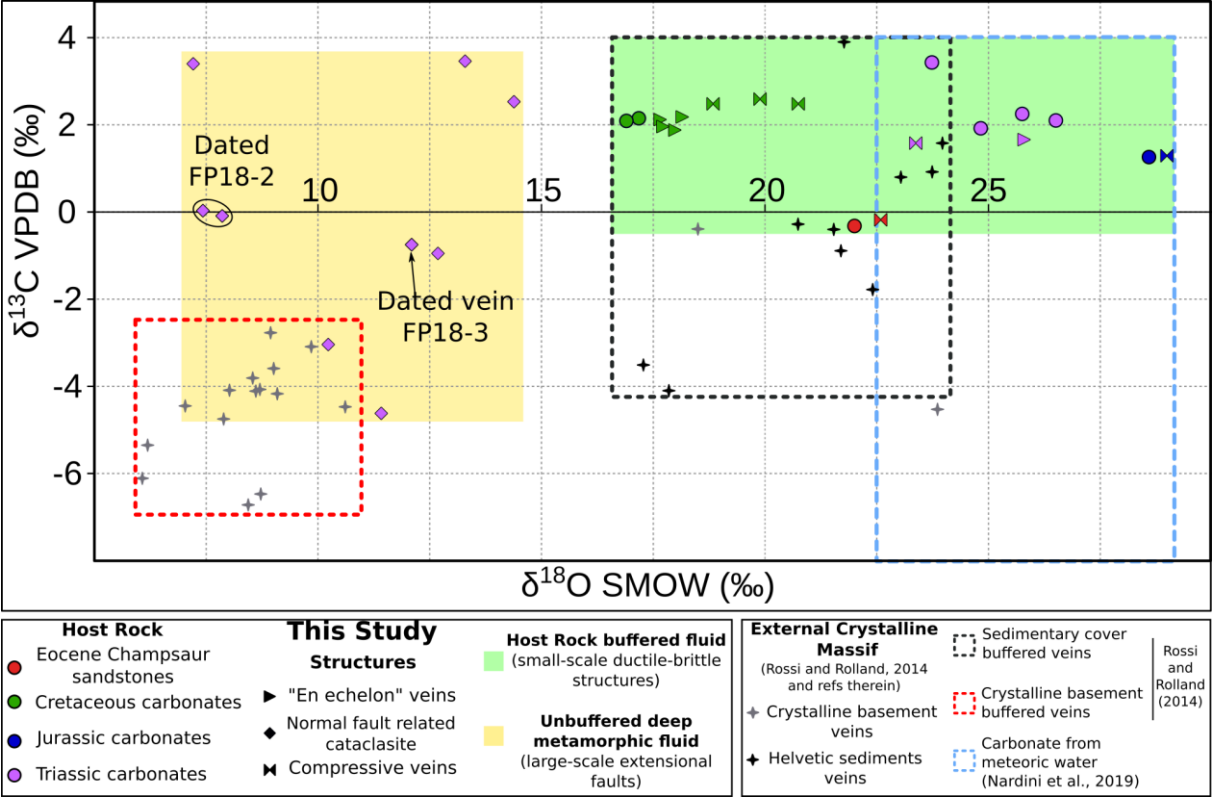 4
2
0
-2
-4
-6
δ13C VPDB (‰)
10
15
20
25
δ18O SMOW (‰)
Dated
FP18-2
Dated vein
FP18-3
Host Rock
Eocene Champsaur
sandstones
Cretaceous carbonates
Jurassic carbonates
Triassic carbonates
This Study
Structures
"En echelon" veins
Normal fault related
cataclasite
Compressive veins
Host Rock buffered fluid
(small-scale ductile-brittle
structures)
Unbuffered deep
metamorphic fluid
(large-scale extensional
faults)
External Crystalline
Massif
(Rossi and Rolland, 2014
and refs therein)
Crystalline basement
veins
Helvetic sediments
veins
Sedimentary cover
buffered veins
Crystalline basement
buffered veins
Rossi
and
Rolland
(2014)
Carbonate from
meteoric water
(Nardini et al., 2019)